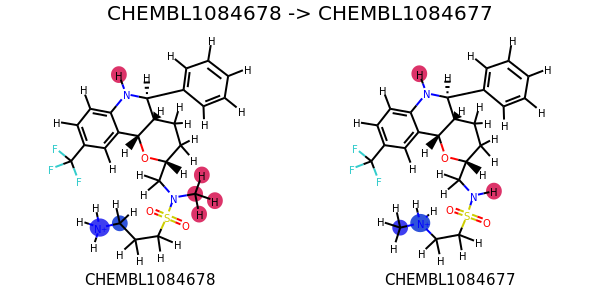 CHEMBL1084678 -> CHEMBL1084677
H H H H H H H
N H H H
H H H H H
F F F H H O H H
H H H N H H H
H H N+ H H H S O O
H H H H
H H H H H H H
N H H H
H H H H H
F F F H H O H H
H H N H
H H N+ H H S O O
H H H H
CHEMBL1084678 CHEMBL1084677